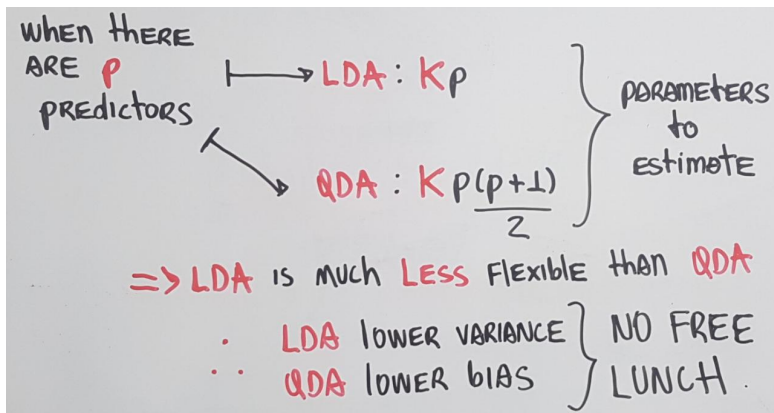 WHEN THERE
ARE p
PREDICTORS
LDA : Kp
QDA : K p(p+1)
2
PARAMETERS
to
EstimatE
=> LDA is much LESS FLEXIBLE than QDA
∴ LDA lower VARIANCE
QDA lower bias
NO FREE
LUNCH.